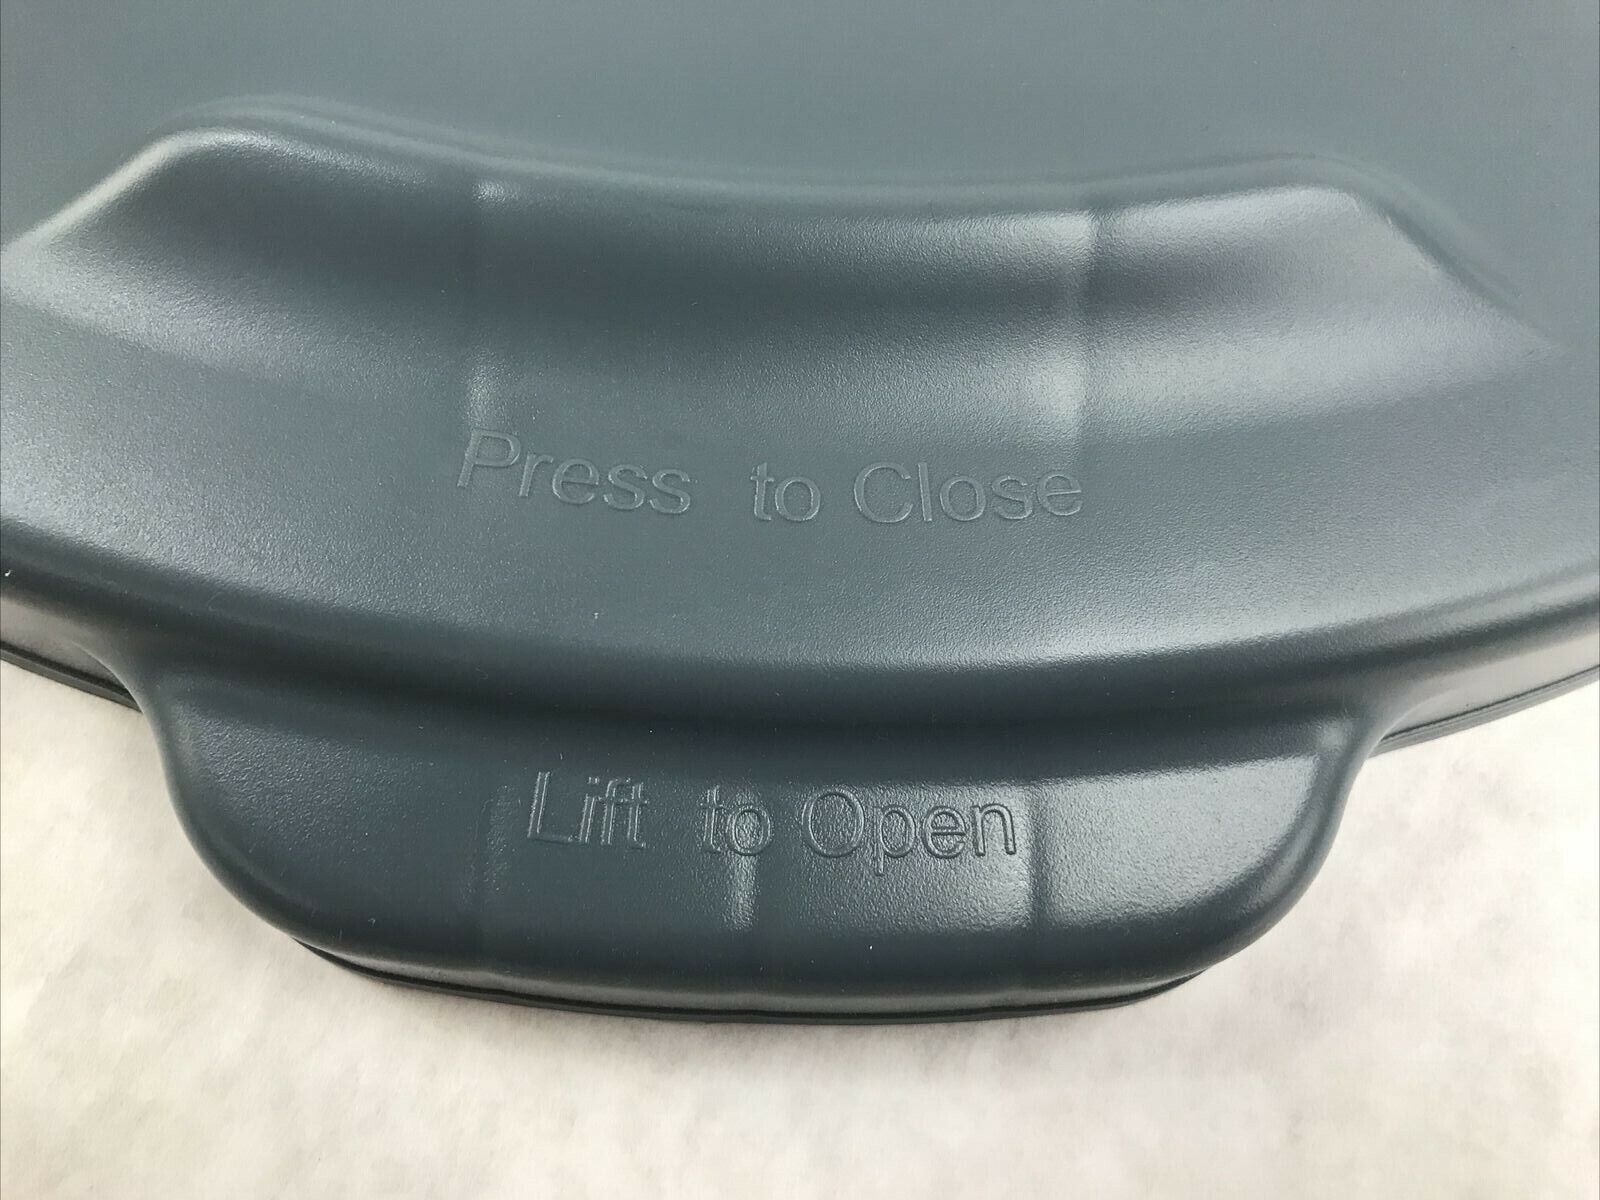 Press to Close
Lift to Open